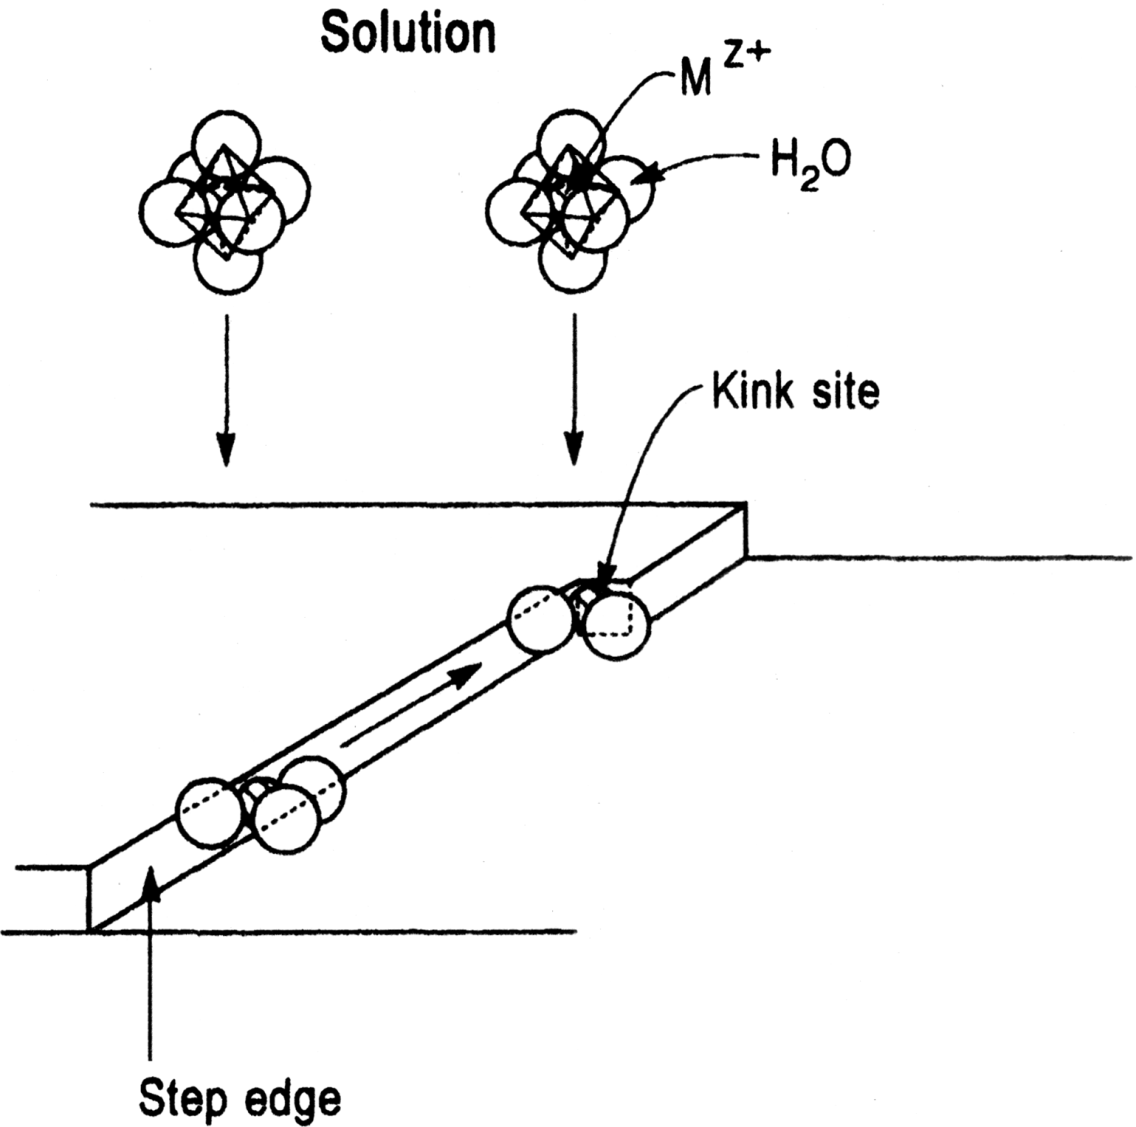 Solution
M^Z+
H₂O
Kink site
Step edge